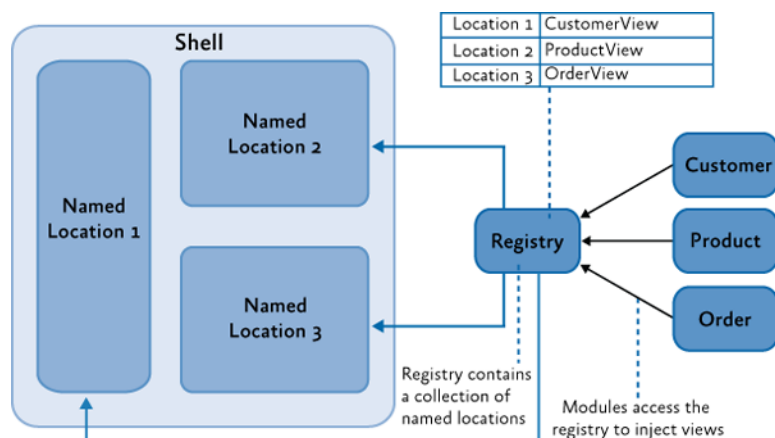 Shell
Named
Location 1
Named
Location 2
Named
Location 3
Location 1 CustomerView
Location 2 ProductView
Location 3 OrderView
Registry
Customer
Product
Order
Registry contains
a collection of
named locations
Modules access the
registry to inject views